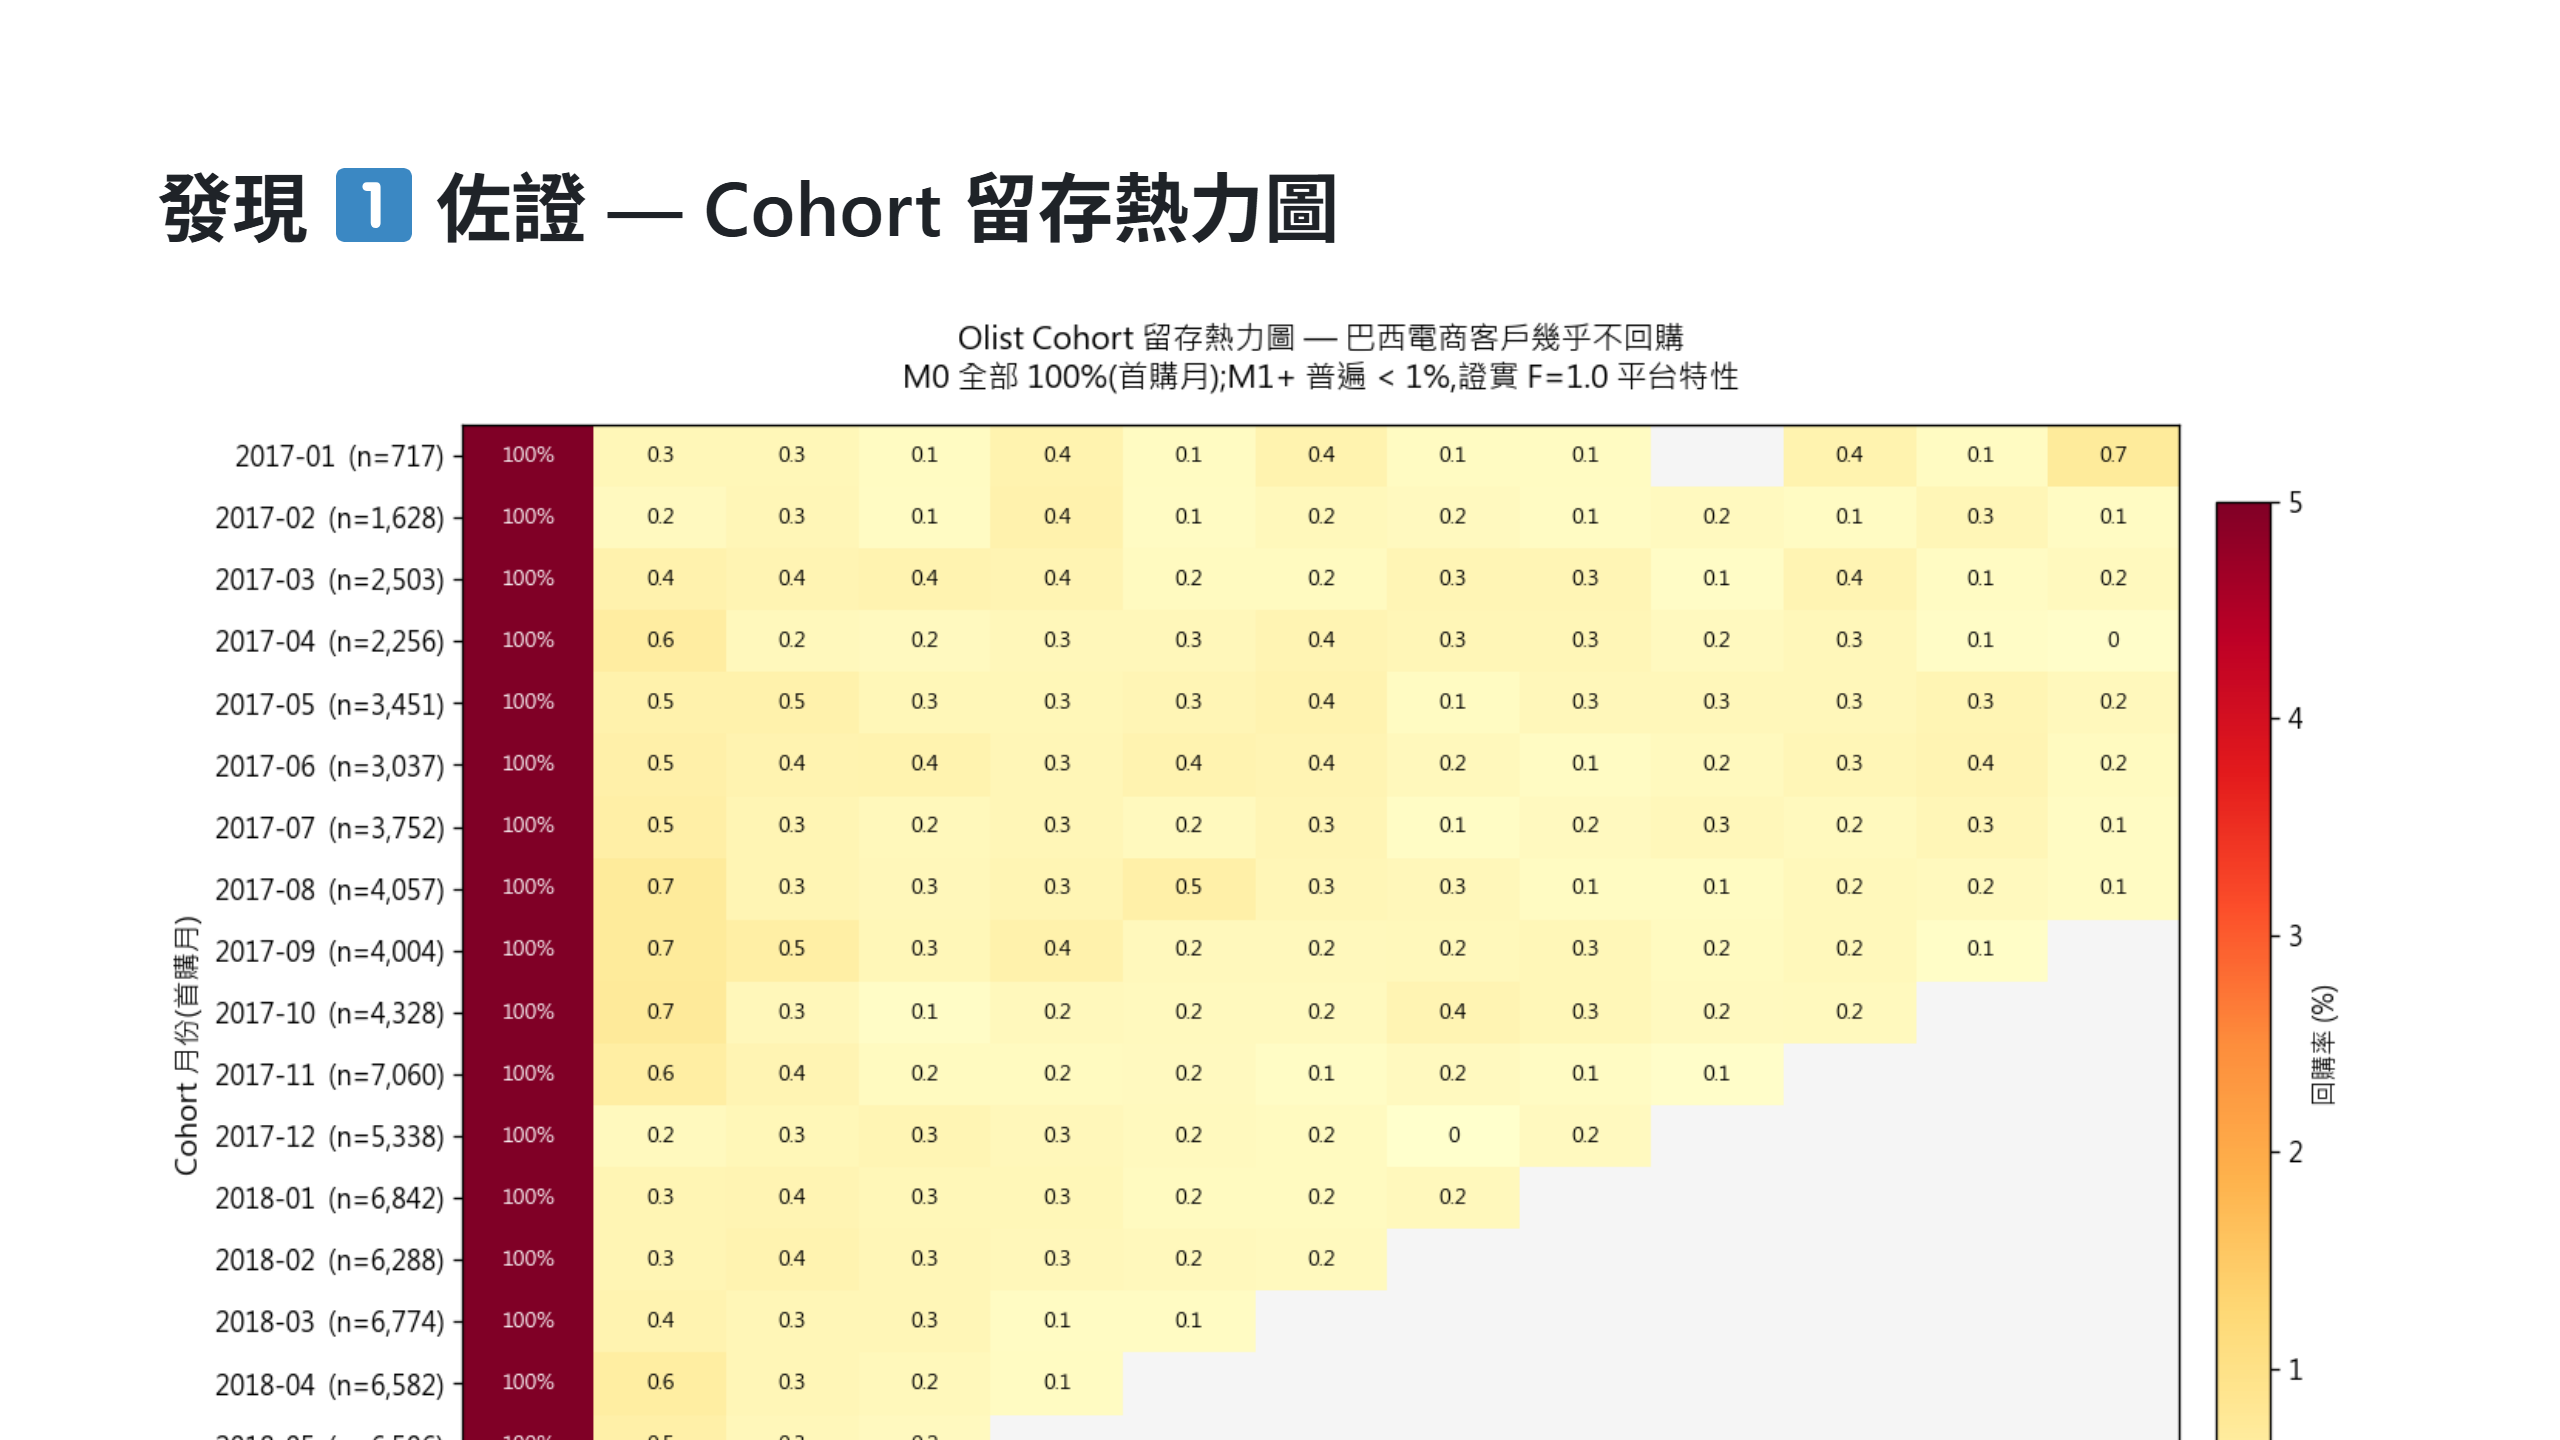 發現 1️⃣ 佐證 — Cohort 留存熱力圖
Olist Cohort 留存熱力圖 — 巴西電商客戶幾乎不回購
M0 全部 100%(首購月);M1+ 普遍 < 1%,證實 F=1.0 平台特性
Cohort 月份(首購月)
2017-01 (n=717) 100% 0.3 0.3 0.1 0.4 0.1 0.4 0.1 0.1 0.4 0.1 0.7
2017-02 (n=1,628) 100% 0.2 0.3 0.1 0.4 0.1 0.2 0.2 0.1 0.2 0.1 0.3 0.1
2017-03 (n=2,503) 100% 0.4 0.4 0.4 0.4 0.2 0.2 0.3 0.3 0.1 0.4 0.1 0.2
2017-04 (n=2,256) 100% 0.6 0.2 0.2 0.3 0.3 0.4 0.3 0.3 0.2 0.3 0.1 0
2017-05 (n=3,451) 100% 0.5 0.5 0.3 0.3 0.3 0.4 0.1 0.3 0.3 0.3 0.3 0.2
2017-06 (n=3,037) 100% 0.5 0.4 0.4 0.3 0.4 0.4 0.2 0.1 0.2 0.3 0.4 0.2
2017-07 (n=3,752) 100% 0.5 0.3 0.2 0.3 0.2 0.3 0.1 0.2 0.3 0.2 0.3 0.1
2017-08 (n=4,057) 100% 0.7 0.3 0.3 0.3 0.5 0.3 0.3 0.1 0.1 0.2 0.2 0.1
2017-09 (n=4,004) 100% 0.7 0.5 0.3 0.4 0.2 0.2 0.2 0.3 0.2 0.2 0.1
2017-10 (n=4,328) 100% 0.7 0.3 0.1 0.2 0.2 0.2 0.4 0.3 0.2 0.2
2017-11 (n=7,060) 100% 0.6 0.4 0.2 0.2 0.2 0.1 0.2 0.1 0.1
2017-12 (n=5,338) 100% 0.2 0.3 0.3 0.3 0.2 0.2 0 0.2
2018-01 (n=6,842) 100% 0.3 0.4 0.3 0.3 0.2 0.2 0.2
2018-02 (n=6,288) 100% 0.3 0.4 0.3 0.3 0.2 0.2
2018-03 (n=6,774) 100% 0.4 0.3 0.3 0.1 0.1
2018-04 (n=6,582) 100% 0.6 0.3 0.2 0.1
5
4
3
2
1
回購率 (%)